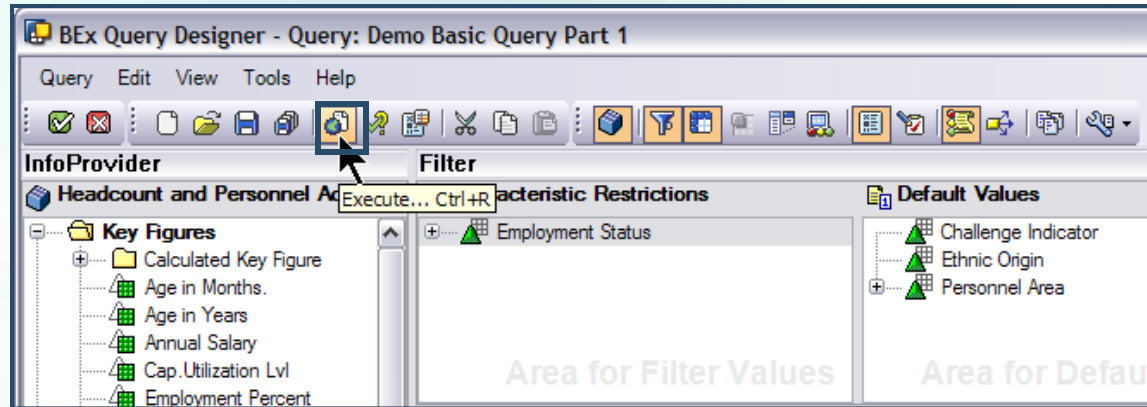 BEx Query Designer - Query: Demo Basic Query Part 1
Query Edit View Tools Help
InfoProvider
Filter
Headcount and Personnel
Execute... Ctrl+R
acteristic Restrictions
Default Values
Key Figures
Calculated Key Figure
Age in Months.
Age in Years
Annual Salary
Cap.Utilization Lvl
Employment Percent
Employment Status
Area for Filter Values
Challenge Indicator
Ethnic Origin
Personnel Area
Area for Defau